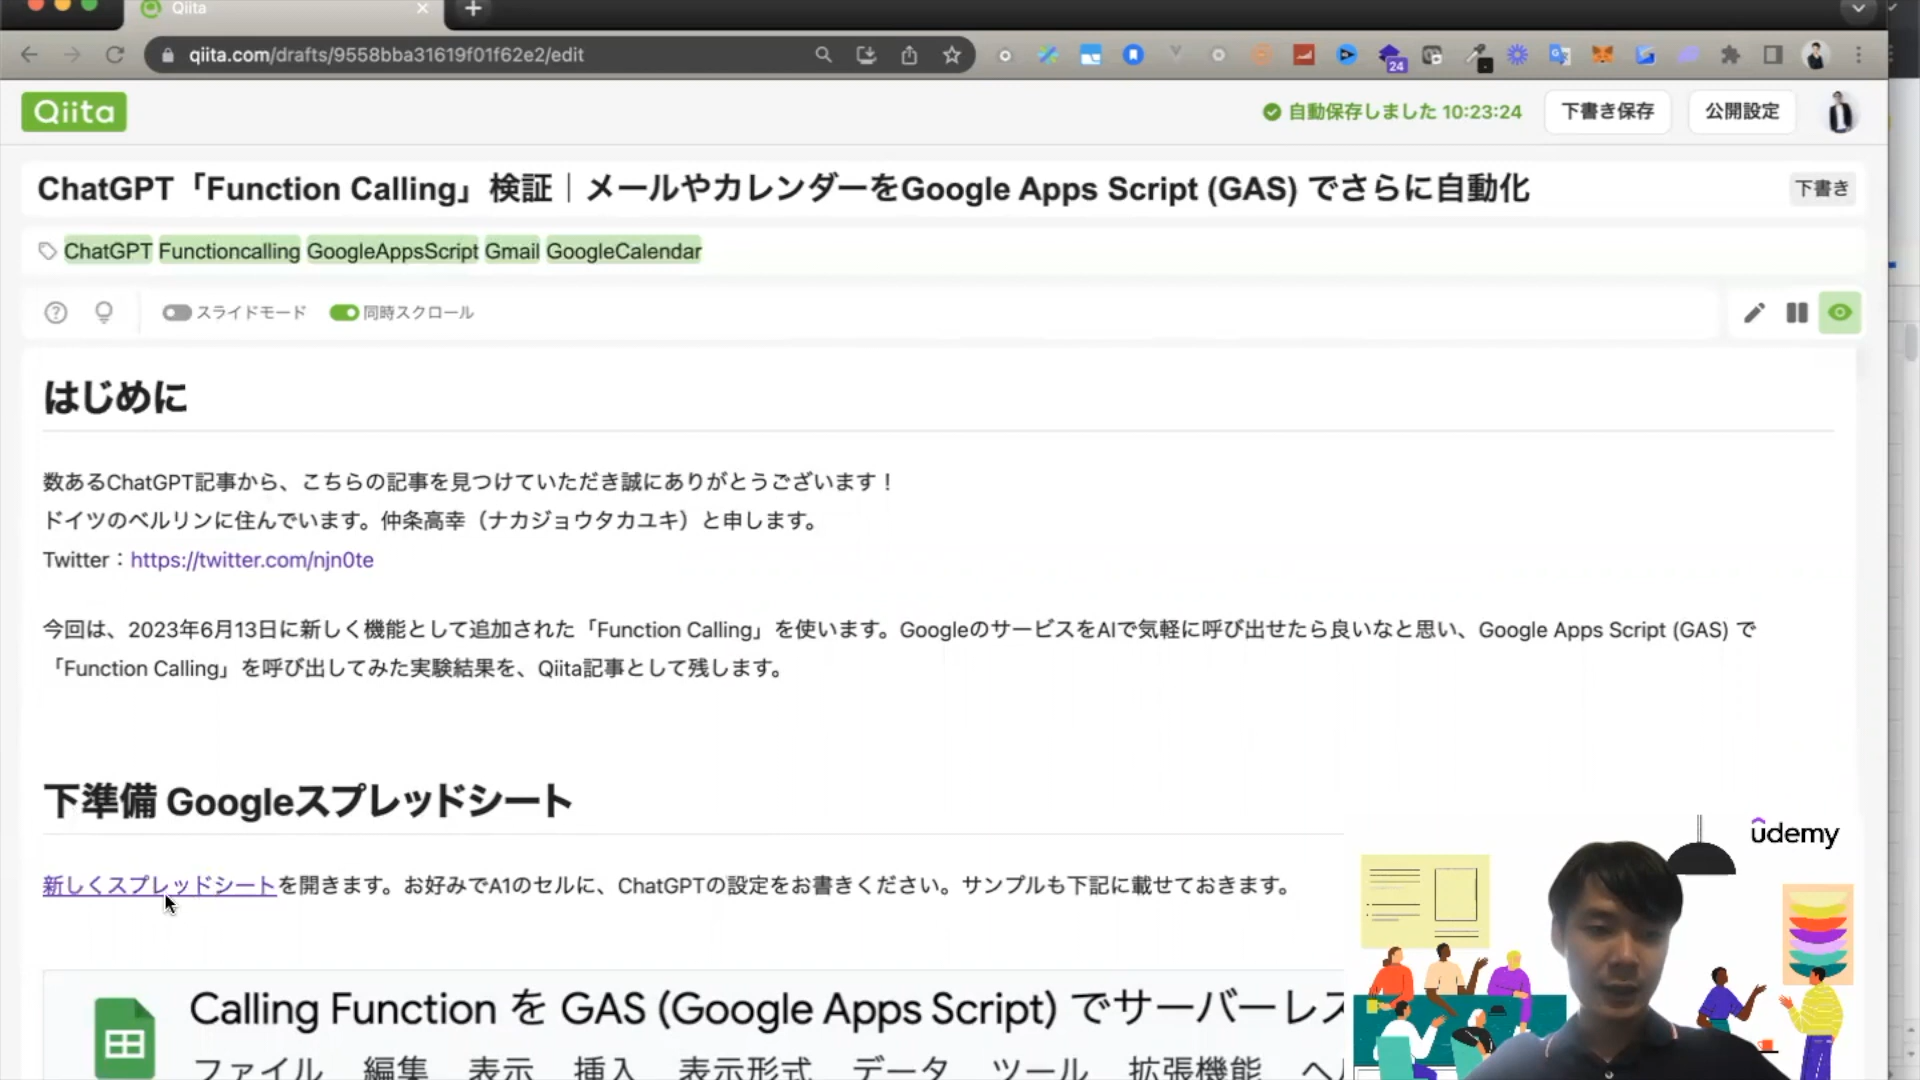 Qiita
qiita.com/drafts/9558bba31619f01f62e2/edit
24
Qiita
自動保存しました 10:23:24
下書き保存
公開設定
ChatGPT「Function Calling」検証｜メールやカレンダーをGoogle Apps Script (GAS) でさらに自動化
下書き
ChatGPT Functioncalling GoogleAppsScript Gmail GoogleCalendar
スライドモード
同時スクロール
はじめに
数あるChatGPT記事から、こちらの記事を見つけていただき誠にありがとうございます！
ドイツのベルリンに住んでいます。仲条高幸（ナカジョウタカユキ）と申します。
Twitter：https://twitter.com/njn0te
今回は、2023年6月13日に新しく機能として追加された「Function Calling」を使います。GoogleのサービスをAIで気軽に呼び出せたら良いなと思い、Google Apps Script (GAS) で
「Function Calling」を呼び出してみた実験結果を、Qiita記事として残します。
下準備 Googleスプレッドシート
新しくスプレッドシートを開きます。お好みでA1のセルに、ChatGPTの設定をお書きください。サンプルも下記に載せておきます。
udemy
Calling Function を GAS (Google Apps Script) でサーバーレス
ファイル 編集 表示 挿入 表示形式 データ ツール 拡張機能 ヘル